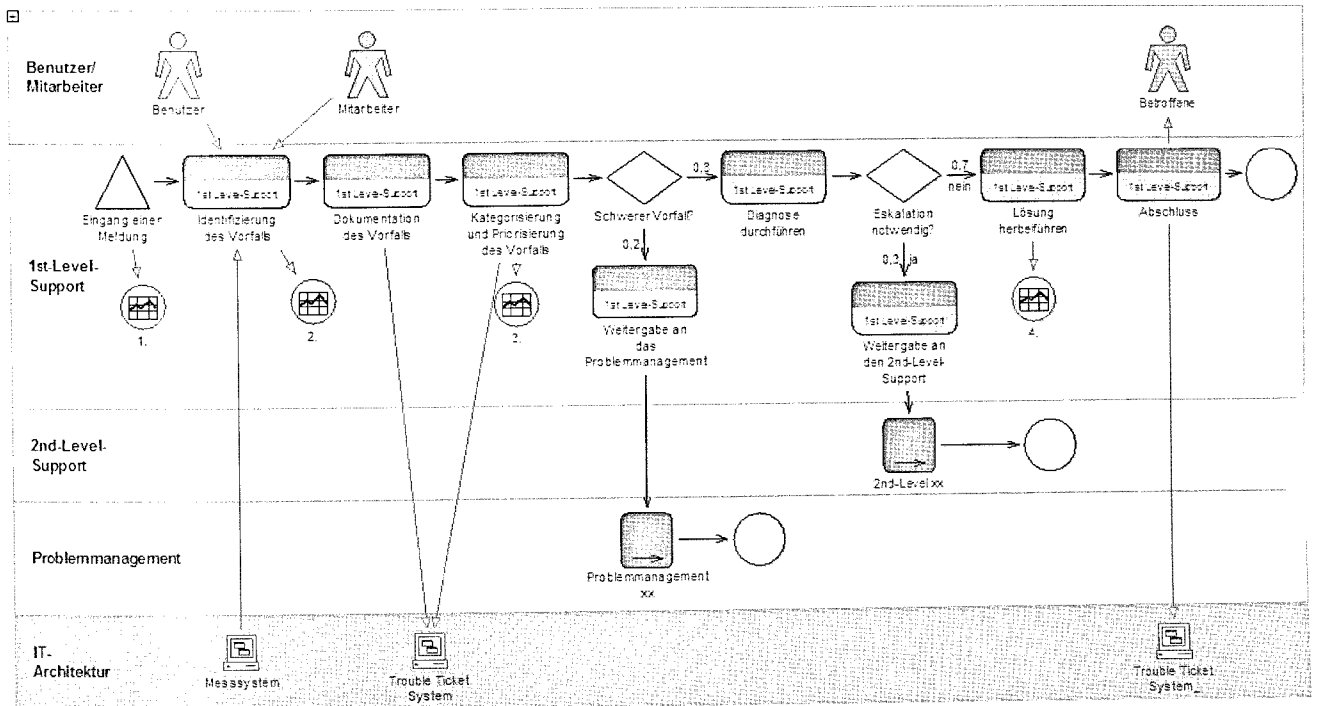 Benutzer/
Mitarbeiter
Benutzer
Mitarbeiter
Betroffene
1st-Level-
Support
Eingang einer
Meldung
1st Level-Support
Identifizierung
des Vorfalls
1st Level-Support
Dokumentation
des Vorfalls
1st Level-Support
Kategorisierung
und Priorisierung
des Vorfalls
Schwerer Vorfall?
0,2
1st Level-Support
Diagnose
durchführen
Eskalation
notwendig?
0,7
nein
0,3 ja
1st Level-Support
Lösung
herbeiführen
1st Level-Support
Abschluss
1.
2.
3.
4.
1st Level-Support
Weitergabe an
das
Problemmanagement
1st Level-Support
Weitergabe an
den 2nd-Level-
Support
2nd-Level-
Support
2nd-Level xx
Problemmanagement
Problemmanagement
xx
IT-
Architektur
Messsystem
Trouble Ticket
System
Trouble Ticket
System_